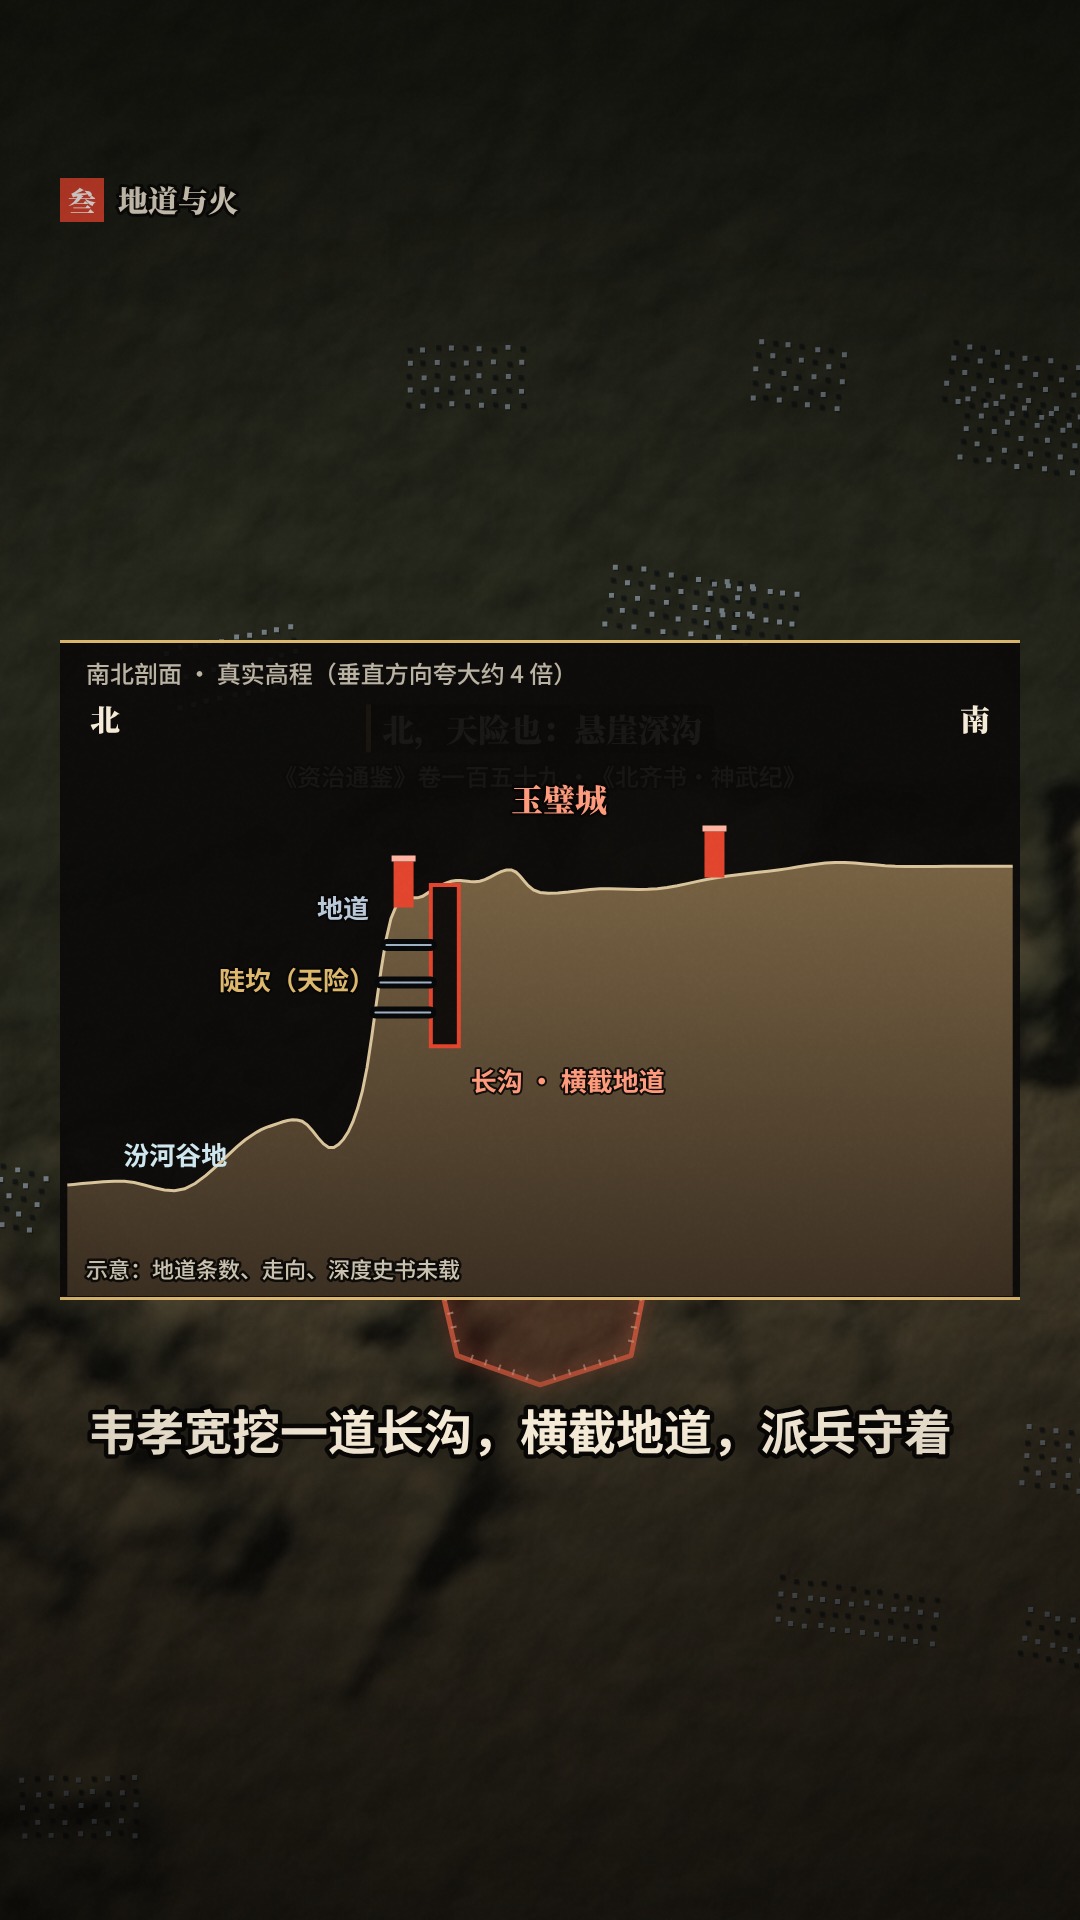 叁 地道与火
南北剖面 · 真实高程（垂直方向夸大约 4 倍）
北 南
北，天险也：悬崖深沟
《资治通鉴》卷一百五十九 · 《北齐书·神武纪》
玉璧城
地道
陡坎（天险）
长沟 · 横截地道
汾河谷地
示意：地道条数、走向、深度史书未载
韦孝宽挖一道长沟，横截地道，派兵守着